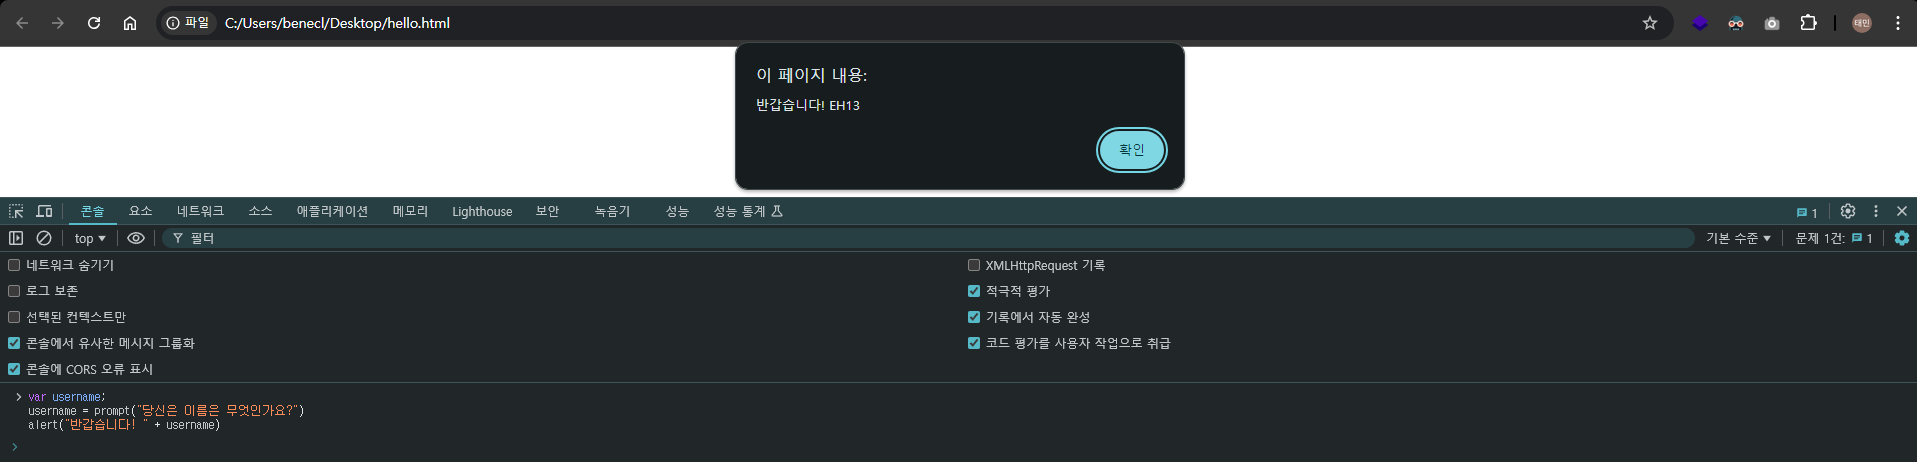 파일 C:/Users/benecl/Desktop/hello.html 태민
이 페이지 내용:
반갑습니다! EH13
확인
콘솔 요소 네트워크 소스 애플리케이션 메모리 Lighthouse 보안 녹음기 성능 성능 통계 1
top 필터 기본 수준 문제 1건: 1
네트워크 숨기기 XMLHttpRequest 기록
로그 보존 적극적 평가
선택된 컨텍스트만 기록에서 자동 완성
콘솔에서 유사한 메시지 그룹화 코드 평가를 사용자 작업으로 취급
콘솔에 CORS 오류 표시
> var username;
username = prompt("당신은 이름은 무엇인가요?")
alert("반갑습니다! " + username)
>